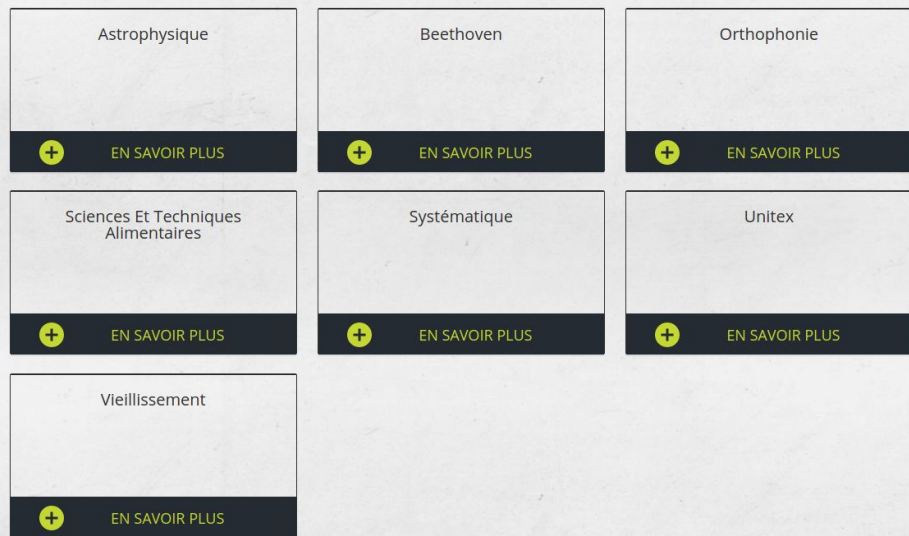 Astrophysique
Beethoven
Orthophonie
EN SAVOIR PLUS
EN SAVOIR PLUS
EN SAVOIR PLUS
Sciences Et Techniques
Alimentaires
Systématique
Unitex
EN SAVOIR PLUS
EN SAVOIR PLUS
EN SAVOIR PLUS
Vieillissement
EN SAVOIR PLUS